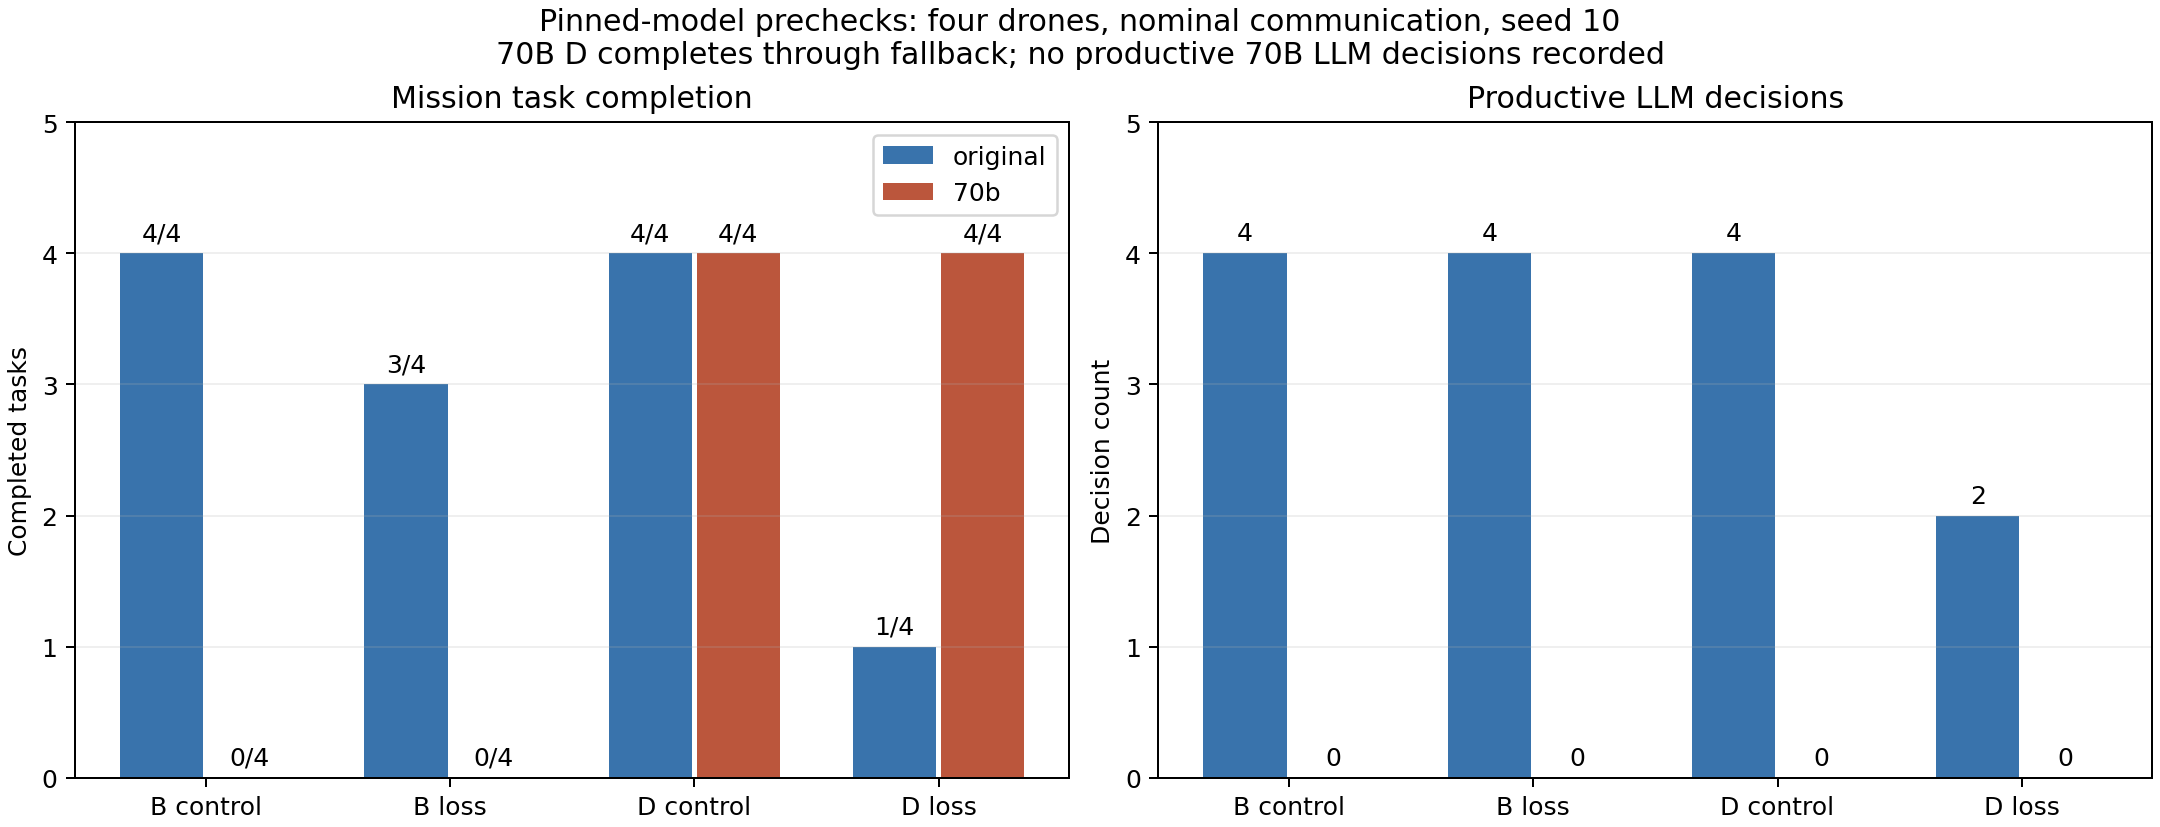 Pinned-model prechecks: four drones, nominal communication, seed 10
70B D completes through fallback; no productive 70B LLM decisions recorded
Mission task completion
Completed tasks
5
4
3
2
1
0
original
70b
4/4
0/4
3/4
0/4
4/4
4/4
1/4
4/4
B control
B loss
D control
D loss
Productive LLM decisions
Decision count
5
4
3
2
1
0
4
0
4
0
4
0
2
0
B control
B loss
D control
D loss